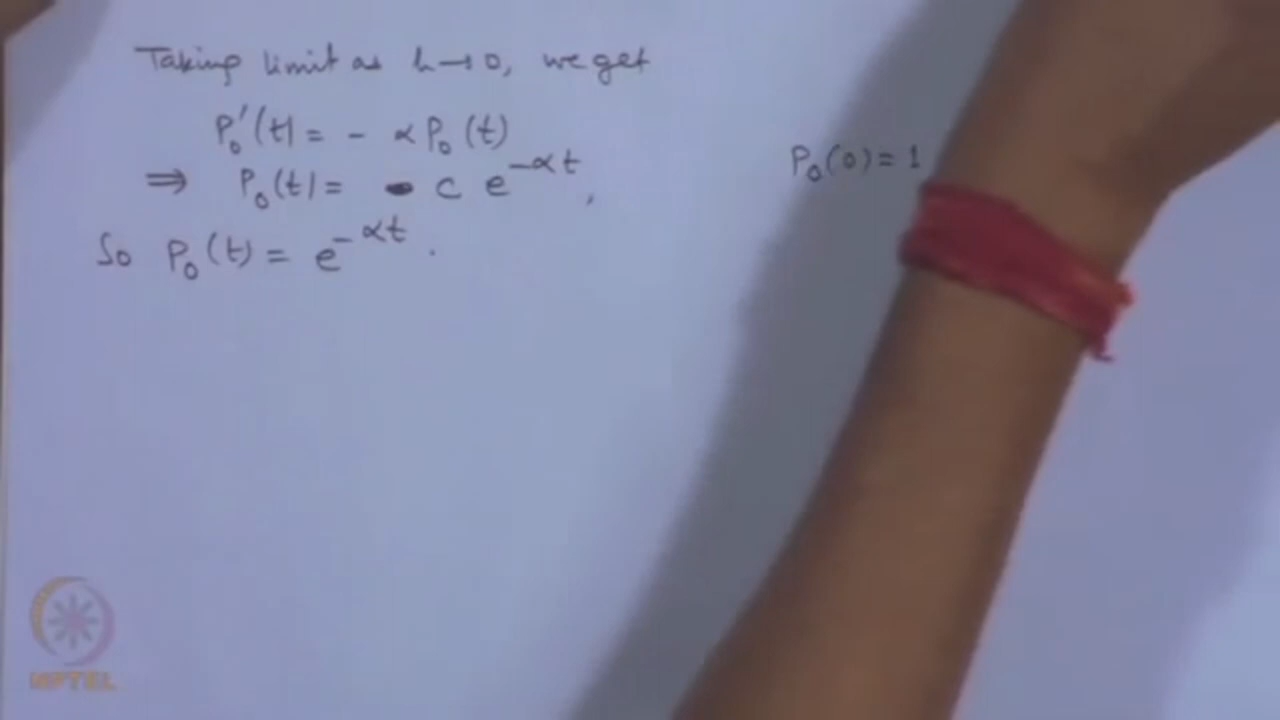 Taking limit as h→0, we get
P₀'(t) = - α P₀(t)
P₀(0) = 1
⇒ P₀(t) = c e^{-αt},
So P₀(t) = e^{-αt}.
NPTEL